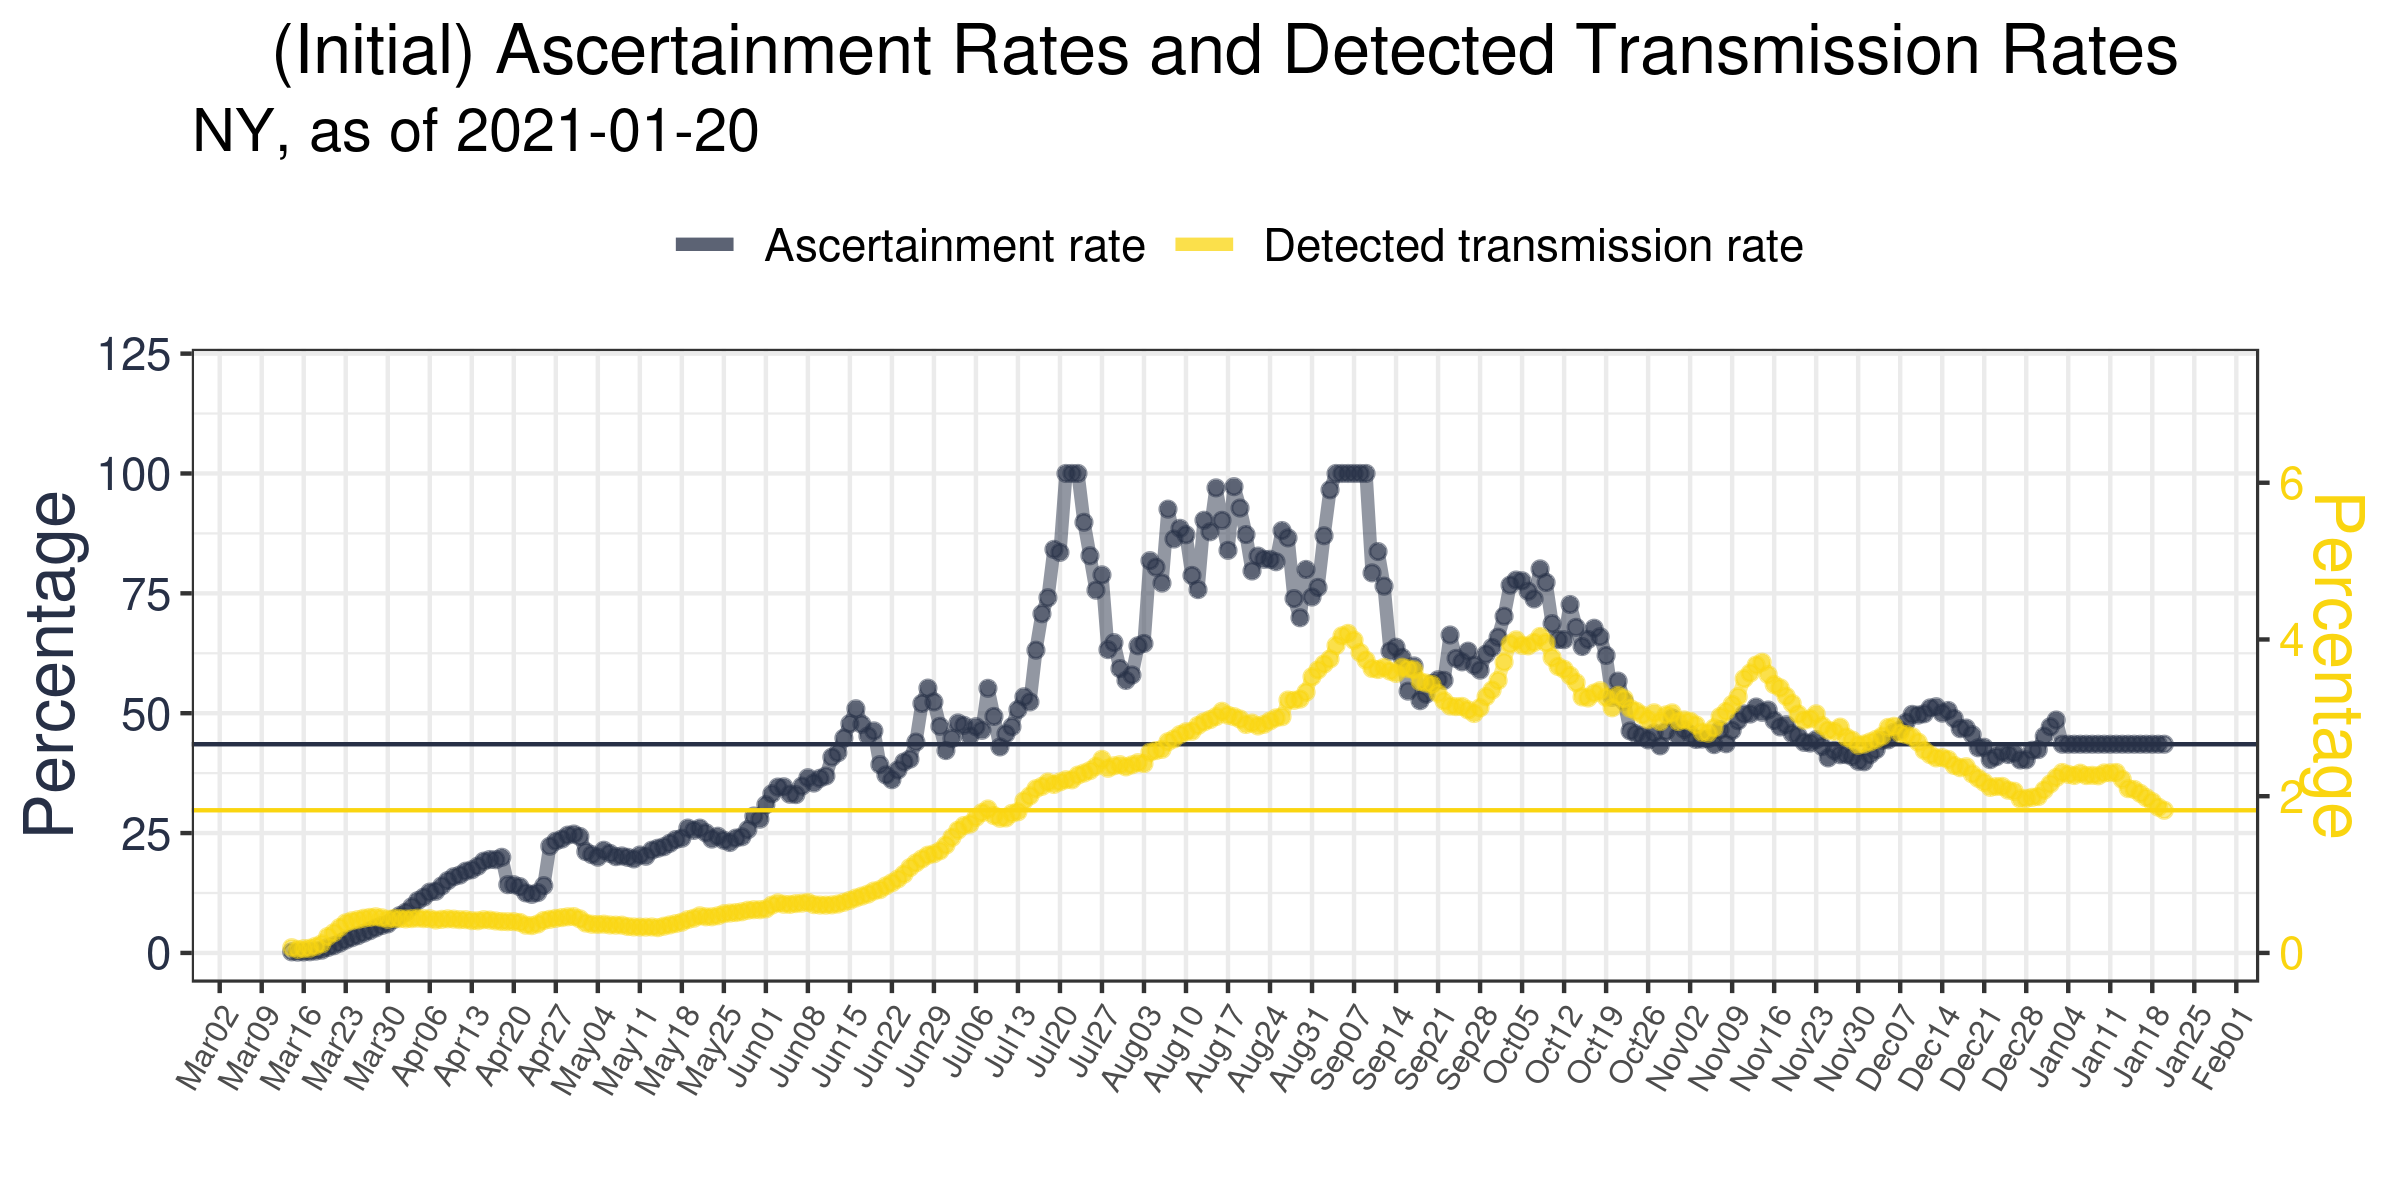 (Initial) Ascertainment Rates and Detected Transmission Rates
NY, as of 2021-01-20
Ascertainment rate
Detected transmission rate
125
100
75
50
25
0
Percentage
6
4
2
0
Percentage
Mar02
Mar09
Mar16
Mar23
Mar30
Apr06
Apr13
Apr20
Apr27
May04
May11
May18
May25
Jun01
Jun08
Jun15
Jun22
Jun29
Jul06
Jul13
Jul20
Jul27
Aug03
Aug10
Aug17
Aug24
Aug31
Sep07
Sep14
Sep21
Sep28
Oct05
Oct12
Oct19
Oct26
Nov02
Nov09
Nov16
Nov23
Nov30
Dec07
Dec14
Dec21
Dec28
Jan04
Jan11
Jan18
Jan25
Feb01